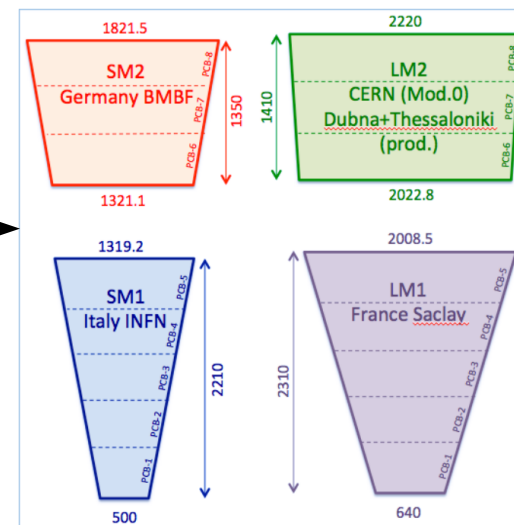 1821.5
SM2
Germany BMBF
PCB-8
PCB-7
PCB-6
1350
1321.1
2220
LM2
CERN (Mod.0)
Dubna+Thessaloniki
(prod.)
PCB-8
PCB-7
PCB-6
1410
2022.8
1319.2
SM1
Italy INFN
PCB-5
PCB-4
PCB-3
PCB-2
PCB-1
2210
500
2008.5
LM1
France Saclay
PCB-5
PCB-4
PCB-3
PCB-2
PCB-1
2310
640